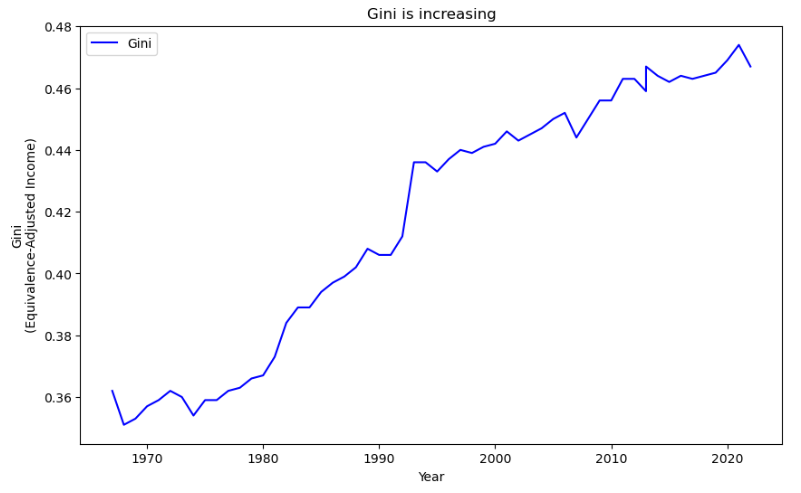 Gini is increasing
Gini
0.48
0.46
0.44
0.42
0.40
0.38
0.36
Gini
(Equivalence-Adjusted Income)
1970
1980
1990
2000
2010
2020
Year